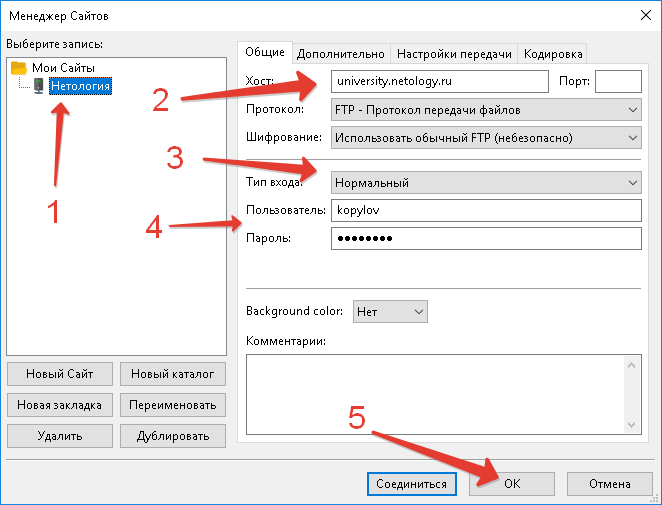 Менеджер Сайтов
Выберите запись:
Мои Сайты
Нетология
1
Новый Сайт
Новый каталог
Новая закладка
Переименовать
Удалить
Дублировать
Общие
Дополнительно
Настройки передачи
Кодировка
2
Хост:
university.netology.ru
Порт:
Протокол:
FTP - Протокол передачи файлов
Шифрование:
Использовать обычный FTP (небезопасно)
3
Тип входа:
Нормальный
4
Пользователь:
kopylov
Пароль:
●●●●●●●●
Background color:
Нет
Комментарии:
5
Соединиться
OK
Отмена